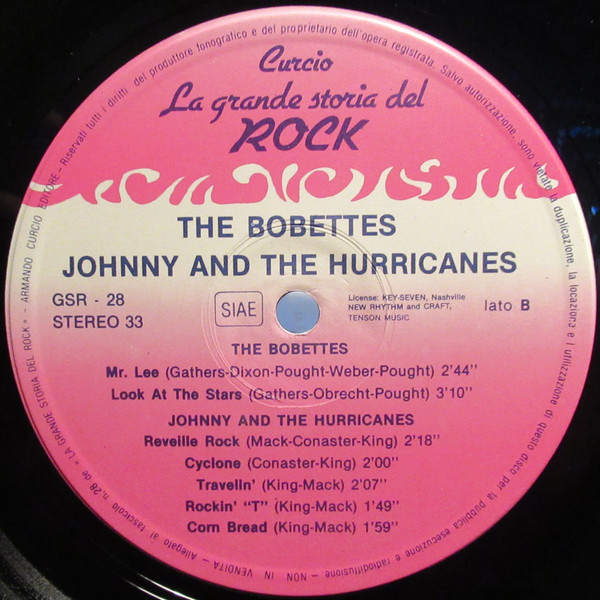 Riservati tutti i diritti del produttore fonografico e del proprietario dell'opera registrata. Salvo autorizzazione, sono vietate la duplicazione, la locazione e l'utilizzazione di questo disco per la pubblica esecuzione e radiodiffusione - NON IN VENDITA - Allegato al fascicolo n. 28 de « LA GRANDE STORIA DEL ROCK » - ARMANDO CURCIO EDITORE -
Curcio
La grande storia del
ROCK
THE BOBETTES
JOHNNY AND THE HURRICANES
GSR - 28
STEREO 33
SIAE
License: KEY-SEVEN, Nashville
NEW RHYTHM and CRAFT,
TENSON MUSIC
lato B
THE BOBETTES
Mr. Lee (Gathers-Dixon-Pought-Weber-Pought) 2'44''
Look At The Stars (Gathers-Obrecht-Pought) 3'10''
JOHNNY AND THE HURRICANES
Reveille Rock (Mack-Conaster-King) 2'18''
Cyclone (Conaster-King) 2'00''
Travelin' (King-Mack) 2'07''
Rockin' "T" (King-Mack) 1'49''
Corn Bread (King-Mack) 1'59''